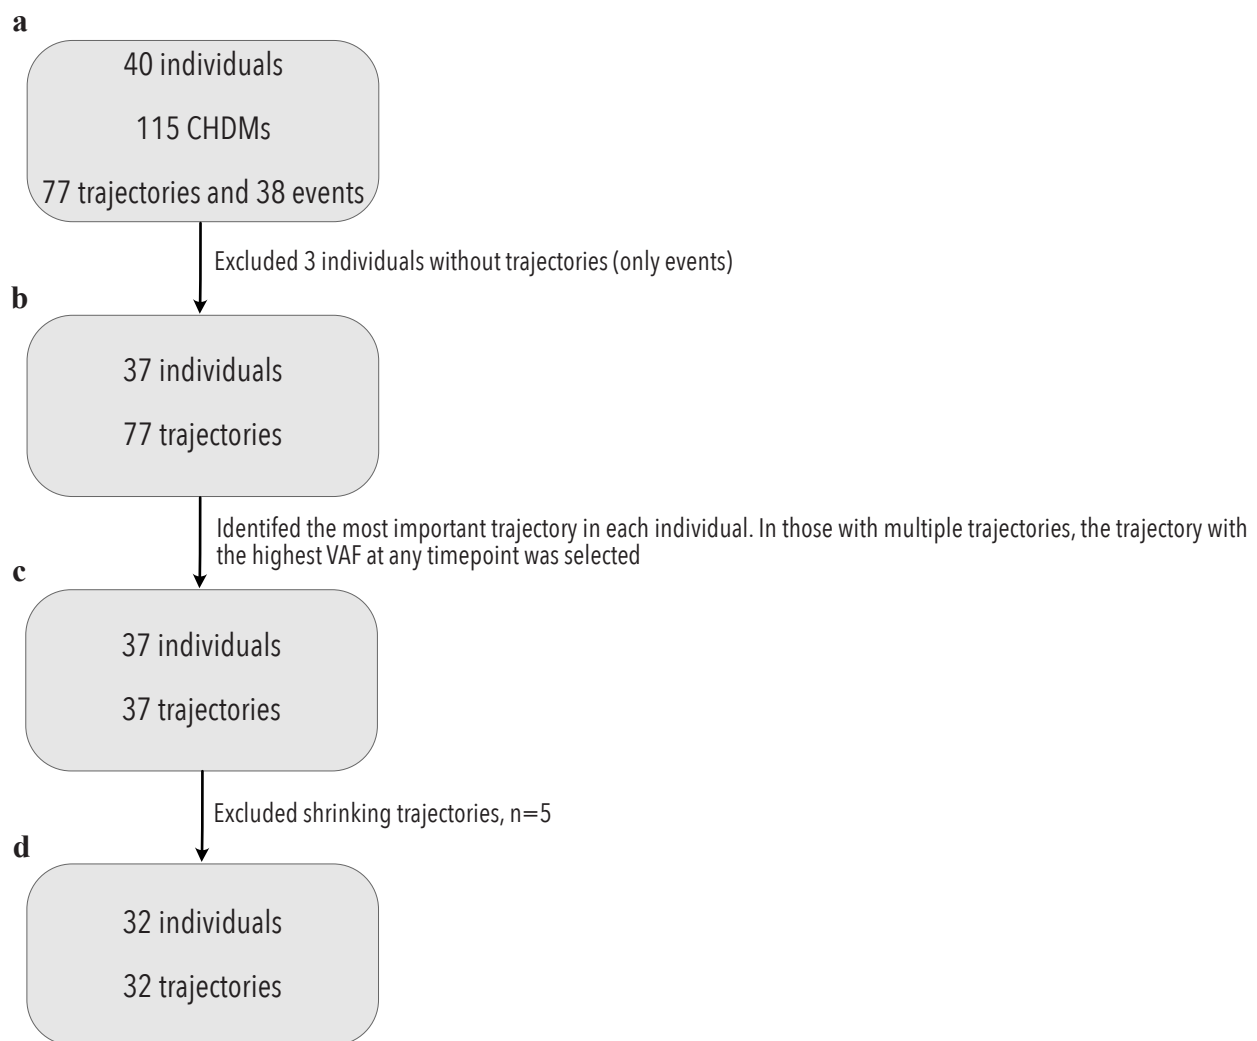 a
40 individuals
115 CHDMs
77 trajectories and 38 events
Excluded 3 individuals without trajectories (only events)
b
37 individuals
77 trajectories
Identifed the most important trajectory in each individual. In those with multiple trajectories, the trajectory with
the highest VAF at any timepoint was selected
c
37 individuals
37 trajectories
Excluded shrinking trajectories, n=5
d
32 individuals
32 trajectories